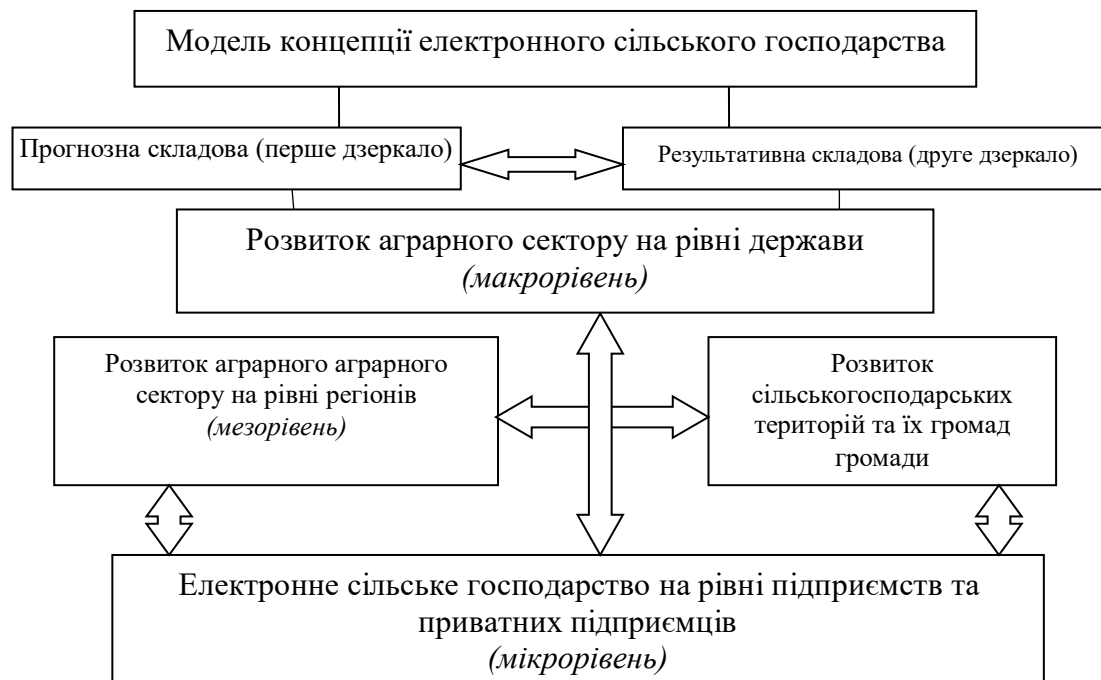 Модель концепції електронного сільського господарства
Прогнозна складова (перше дзеркало)
Результативна складова (друге дзеркало)
Розвиток аграрного сектору на рівні держави
(макрорівень)
Розвиток аграрного аграрного
сектору на рівні регіонів
(мезорівень)
Розвиток
сільськогосподарських
територій та їх громад
громади
Електронне сільське господарство на рівні підприємств та
приватних підприємців
(мікрорівень)